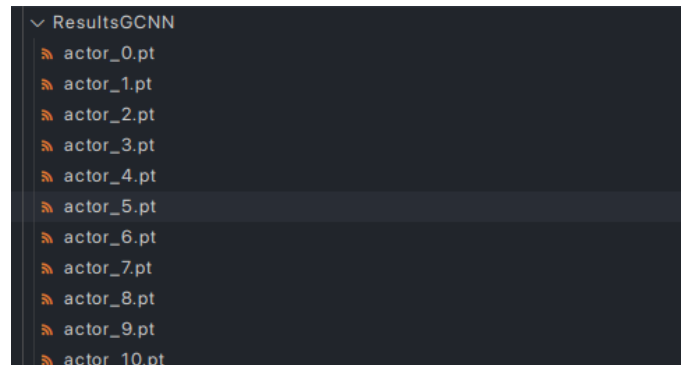 ResultsGCNN
actor_0.pt
actor_1.pt
actor_2.pt
actor_3.pt
actor_4.pt
actor_5.pt
actor_6.pt
actor_7.pt
actor_8.pt
actor_9.pt
actor_10.pt